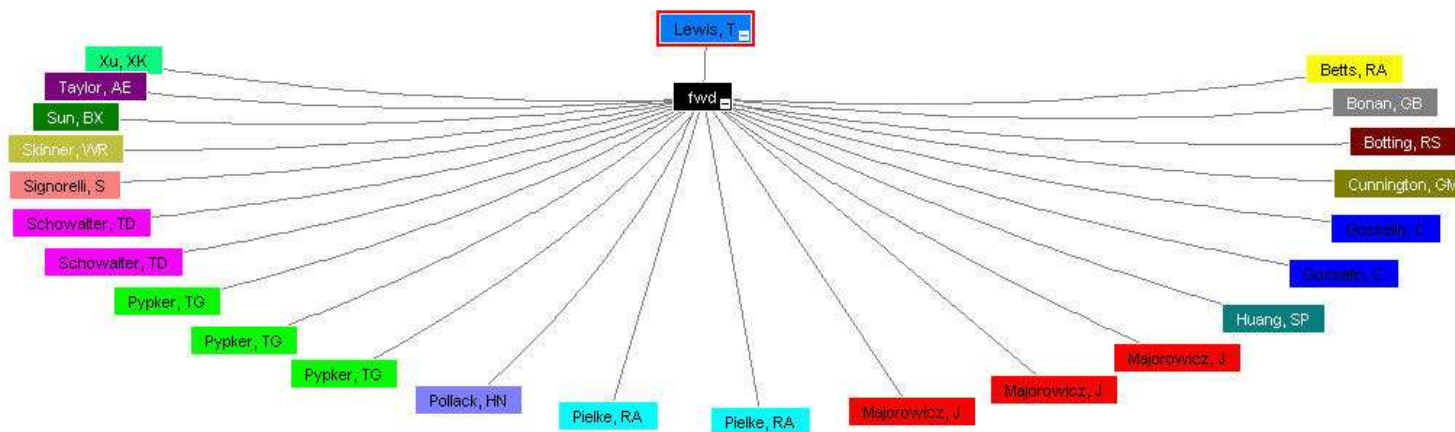 Lewis, T
fwd
Xu, XK
Taylor, AE
Sun, BX
Skinner, WR
Signorelli, S
Schowalter, TD
Schowalter, TD
Pypker, TG
Pypker, TG
Pypker, TG
Pollack, HN
Pielke, RA
Pielke, RA
Majorowicz, J
Majorowicz, J
Majorowicz, J
Huang, SP
Gosselin, C
Gosselin, C
Cunnington, GM
Botting, RS
Bonan, GB
Betts, RA